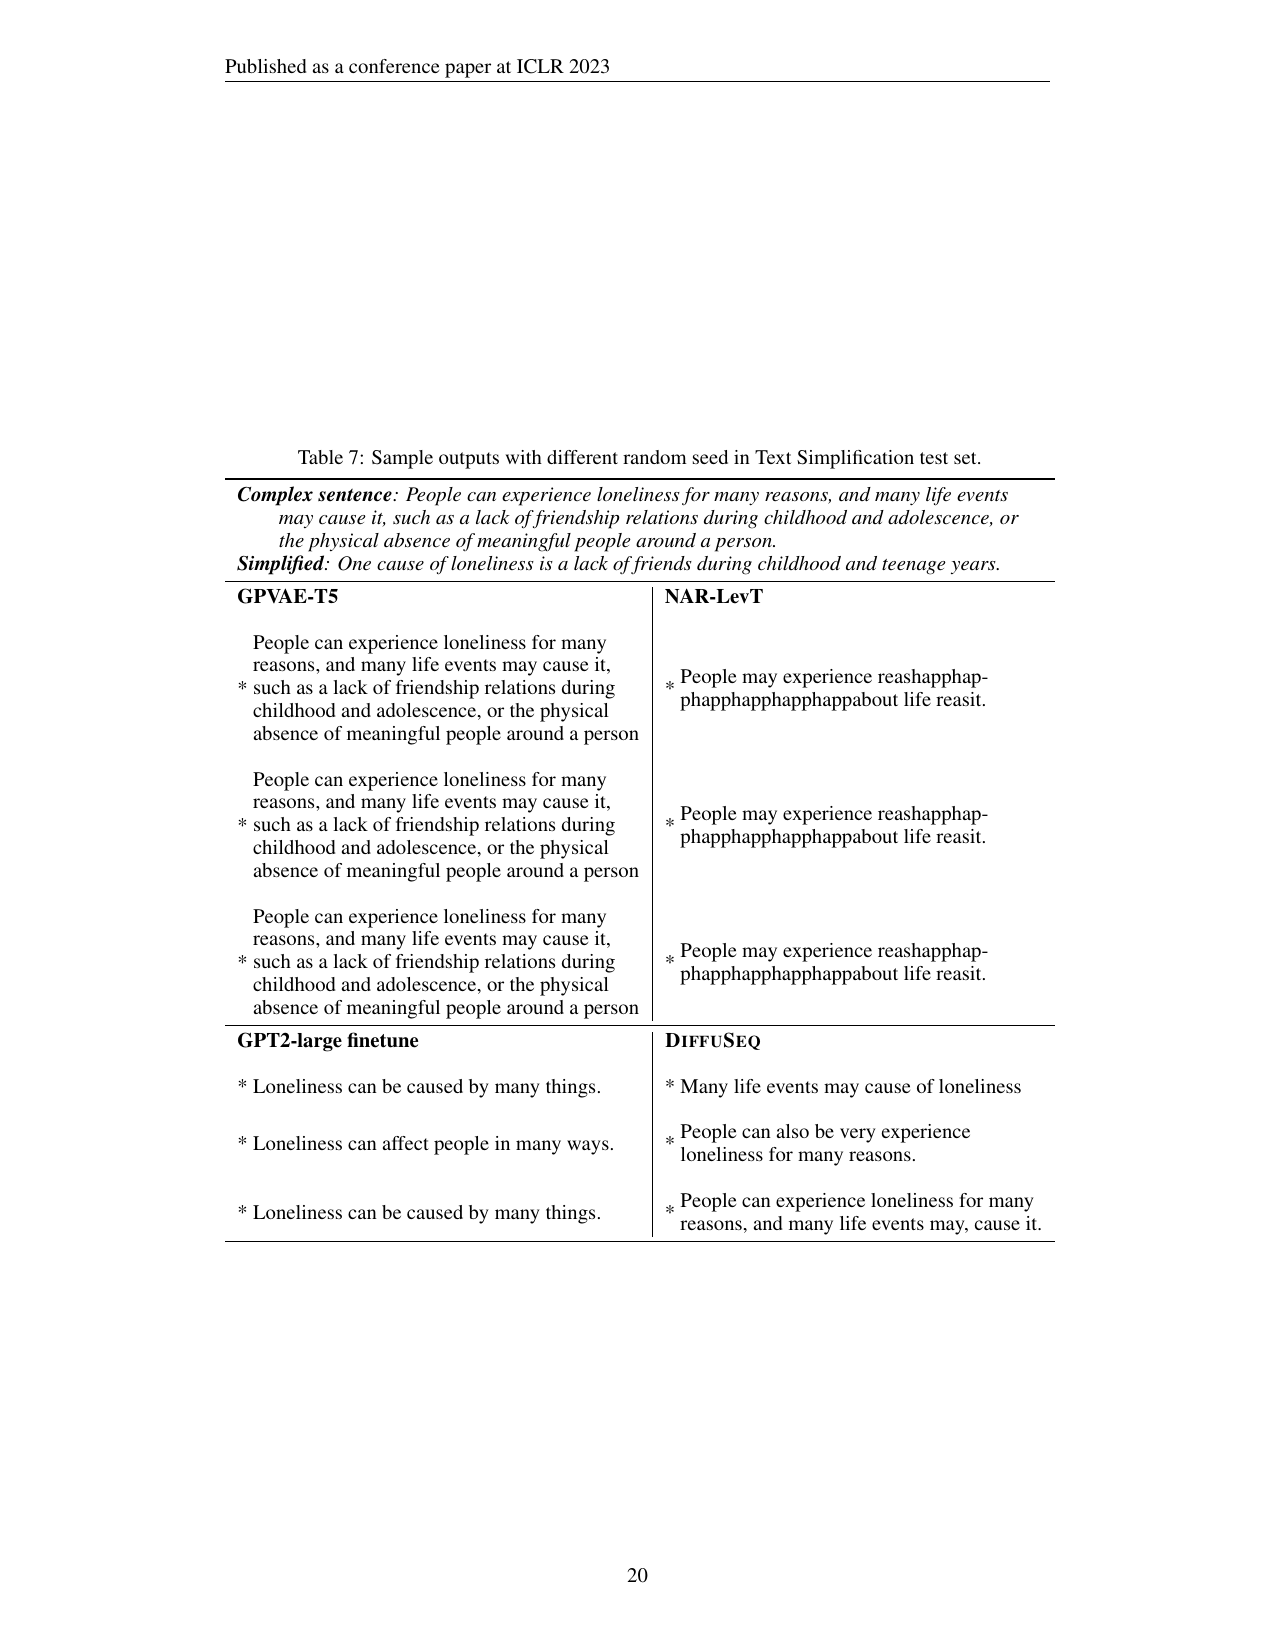 Published as a conference paper at ICLR 2023
Table 7: Sample outputs with different random seed in Text Simplification test set.
Complex sentence: People can experience loneliness for many reasons, and many life events
may cause it, such as a lack of friendship relations during childhood and adolescence, or
the physical absence of meaningful people around a person.
Simplified: One cause of loneliness is a lack of friends during childhood and teenage years.
GPVAE-T5
People can experience loneliness for many
reasons, and many life events may cause it,
* such as a lack of friendship relations during
childhood and adolescence, or the physical
absence of meaningful people around a person
People can experience loneliness for many
reasons, and many life events may cause it,
* such as a lack of friendship relations during
childhood and adolescence, or the physical
absence of meaningful people around a person
People can experience loneliness for many
reasons, and many life events may cause it,
* such as a lack of friendship relations during
childhood and adolescence, or the physical
absence of meaningful people around a person
NAR-LevT
* People may experience reashapphap-
phapphapphapphappabout life reasit.
* People may experience reashapphap-
phapphapphapphappabout life reasit.
* People may experience reashapphap-
phapphapphapphappabout life reasit.
GPT2-large finetune
* Loneliness can be caused by many things.
* Loneliness can affect people in many ways.
* Loneliness can be caused by many things.
DIFFUSEQ
* Many life events may cause of loneliness
* People can also be very experience
loneliness for many reasons.
* People can experience loneliness for many
reasons, and many life events may, cause it.
20